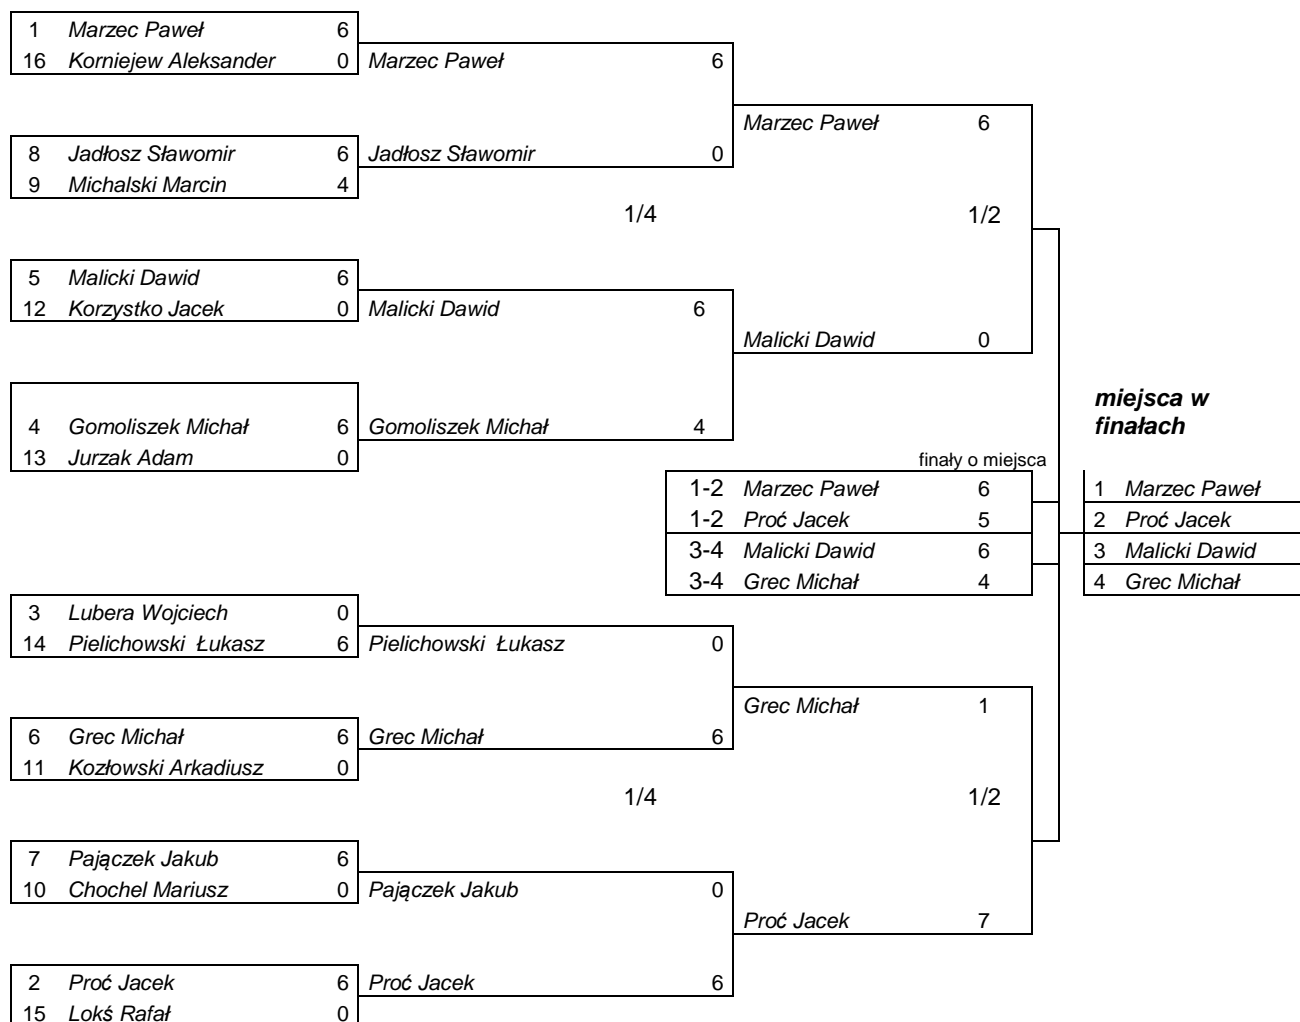 1 Marzec Paweł 6
16 Korniejew Aleksander 0 Marzec Paweł 6
Marzec Paweł 6
8 Jadłosz Sławomir 6 Jadłosz Sławomir 0
9 Michalski Marcin 4
1/4 1/2
5 Malicki Dawid 6
12 Korzystko Jacek 0 Malicki Dawid 6
Malicki Dawid 0
miejsca w
finałach
4 Gomoliszek Michał 6 Gomoliszek Michał 4
13 Jurzak Adam 0
finały o miejsca
1-2 Marzec Paweł 6 1 Marzec Paweł
1-2 Proć Jacek 5 2 Proć Jacek
3-4 Malicki Dawid 6 3 Malicki Dawid
3-4 Grec Michał 4 4 Grec Michał
3 Lubera Wojciech 0
14 Pielichowski Łukasz 6 Pielichowski Łukasz 0
Grec Michał 1
6 Grec Michał 6 Grec Michał 6
11 Kozłowski Arkadiusz 0
1/4 1/2
7 Pajączek Jakub 6
10 Chochel Mariusz 0 Pajączek Jakub 0
Proć Jacek 7
2 Proć Jacek 6 Proć Jacek 6
15 Lokś Rafał 0